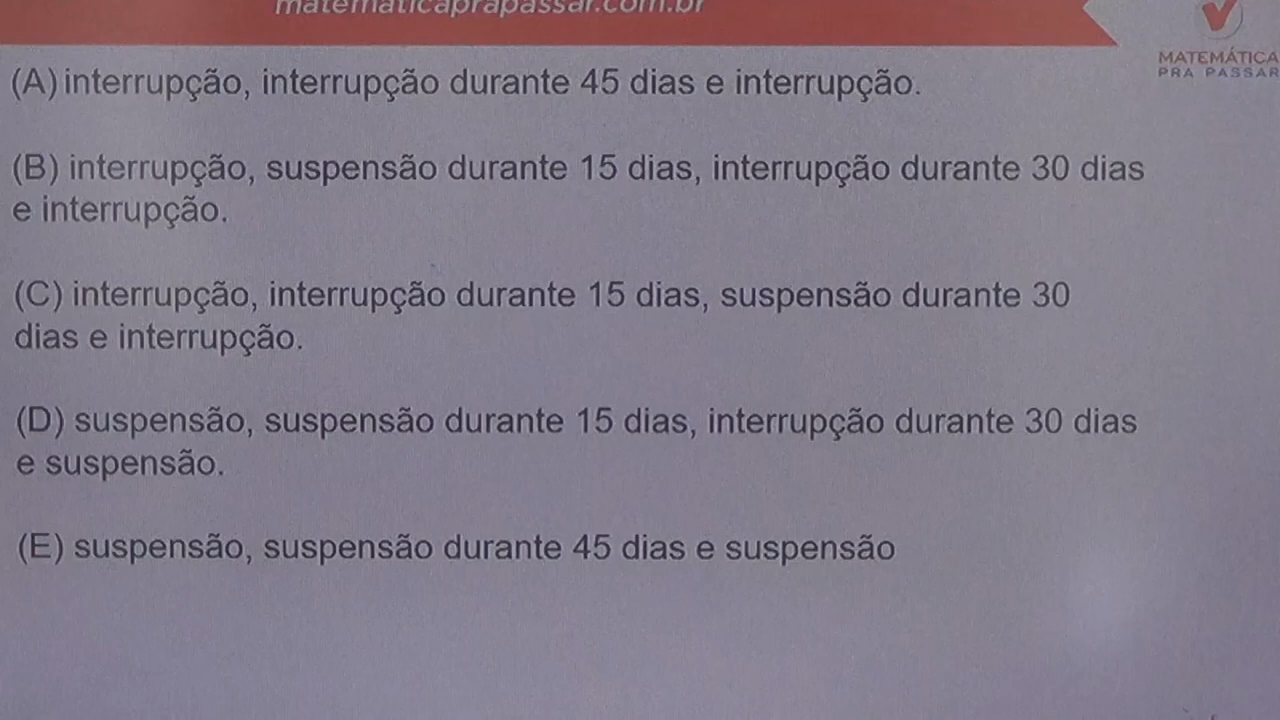 matematicaprapassar.com.br
MATEMÁTICA
PRA PASSAR
(A) interrupção, interrupção durante 45 dias e interrupção.
(B) interrupção, suspensão durante 15 dias, interrupção durante 30 dias
e interrupção.
(C) interrupção, interrupção durante 15 dias, suspensão durante 30
dias e interrupção.
(D) suspensão, suspensão durante 15 dias, interrupção durante 30 dias
e suspensão.
(E) suspensão, suspensão durante 45 dias e suspensão